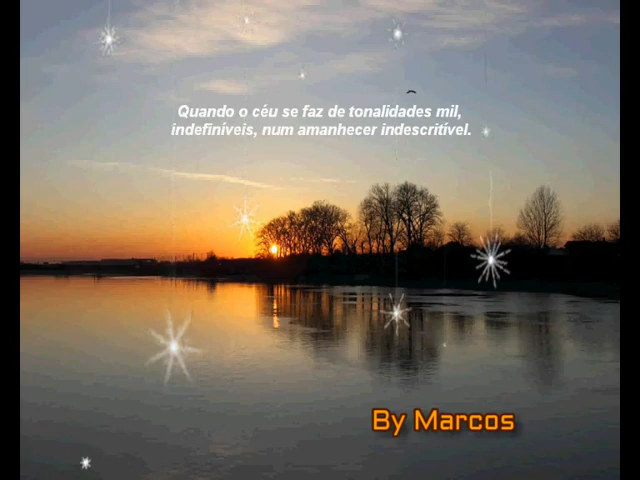 Quando o céu se faz de tonalidades mil,
indefiníveis, num amanhecer indescritível.
By Marcos